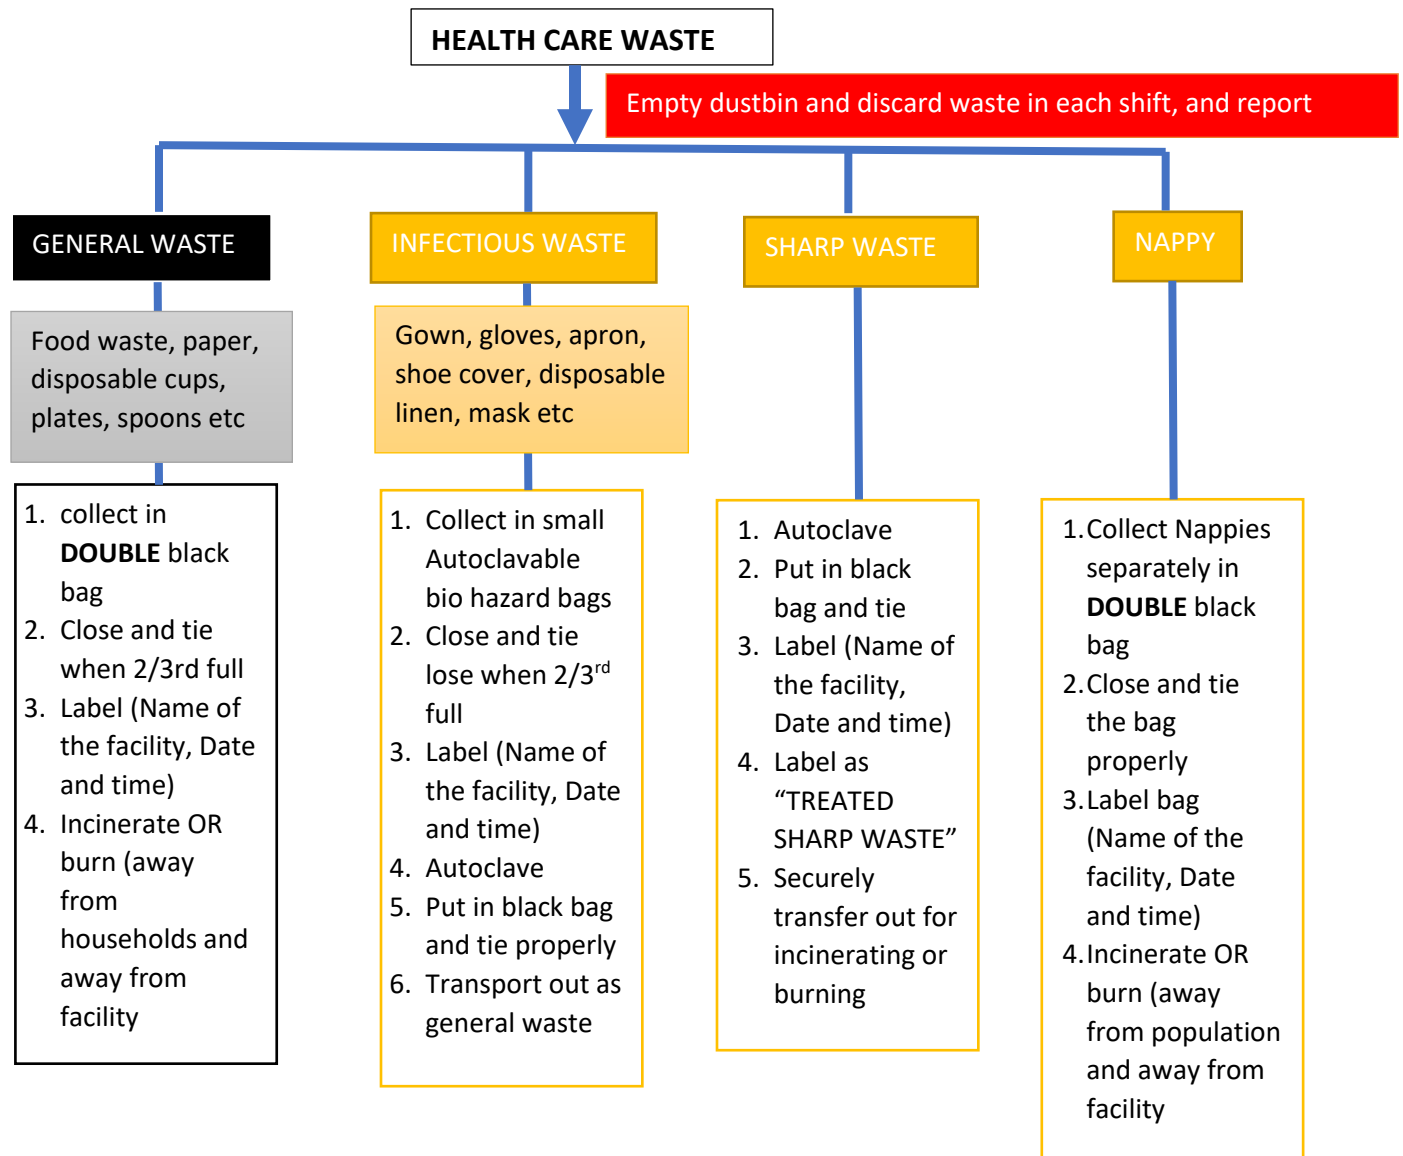 HEALTH CARE WASTE
Empty dustbin and discard waste in each shift, and report
GENERAL WASTE
Food waste, paper,
disposable cups,
plates, spoons etc
1. collect in
DOUBLE black
bag
2. Close and tie
when 2/3rd full
3. Label (Name of
the facility, Date
and time)
4. Incinerate OR
burn (away
from
households and
away from
facility
INFECTIOUS WASTE
Gown, gloves, apron,
shoe cover, disposable
linen, mask etc
1. Collect in small
Autoclavable
bio hazard bags
2. Close and tie
lose when 2/3rd
full
3. Label (Name of
the facility, Date
and time)
4. Autoclave
5. Put in black bag
and tie properly
6. Transport out as
general waste
SHARP WASTE
1. Autoclave
2. Put in black
bag and tie
3. Label (Name of
the facility,
Date and time)
4. Label as
“TREATED
SHARP WASTE”
5. Securely
transfer out for
incinerating or
burning
NAPPY
1. Collect Nappies
separately in
DOUBLE black
bag
2. Close and tie
the bag
properly
3. Label bag
(Name of the
facility, Date
and time)
4. Incinerate OR
burn (away
from population
and away from
facility